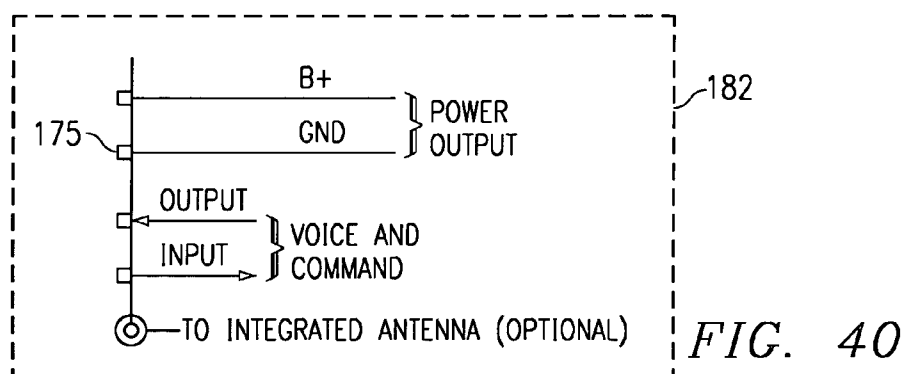 B+
182
POWER
OUTPUT
175
GND
OUTPUT
VOICE AND
COMMAND
INPUT
TO INTEGRATED ANTENNA (OPTIONAL)
FIG. 40